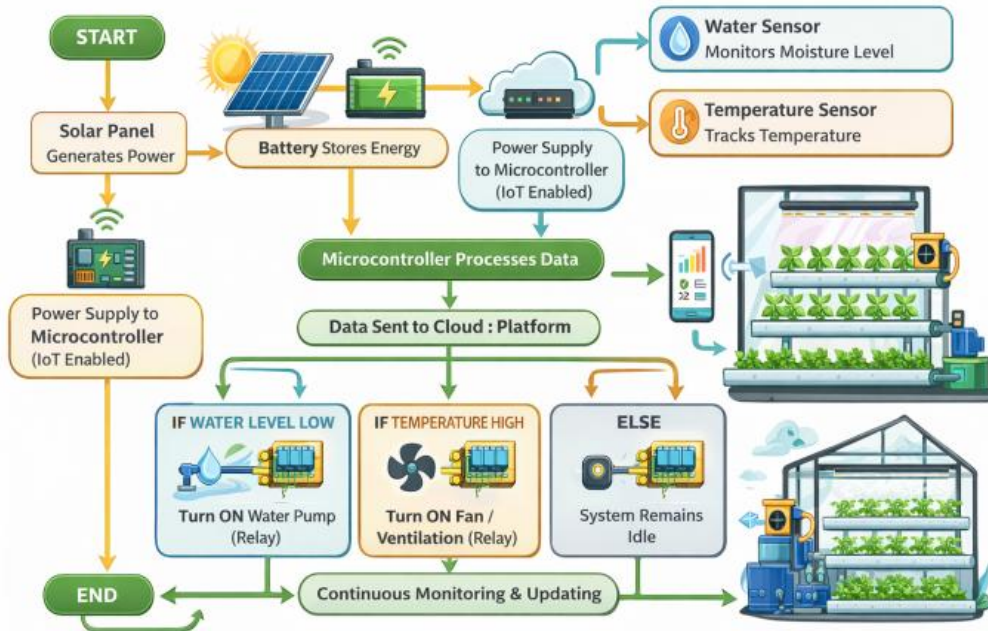 START
Solar Panel
Generates Power
Battery Stores Energy
Water Sensor
Monitors Moisture Level
Temperature Sensor
Tracks Temperature
Power Supply
to Microcontroller
(IoT Enabled)
Microcontroller Processes Data
Power Supply to
Microcontroller
(IoT Enabled)
Data Sent to Cloud : Platform
IF WATER LEVEL LOW
Turn ON Water Pump
(Relay)
IF TEMPERATURE HIGH
Turn ON Fan /
Ventilation (Relay)
ELSE
System Remains
Idle
END
Continuous Monitoring & Updating